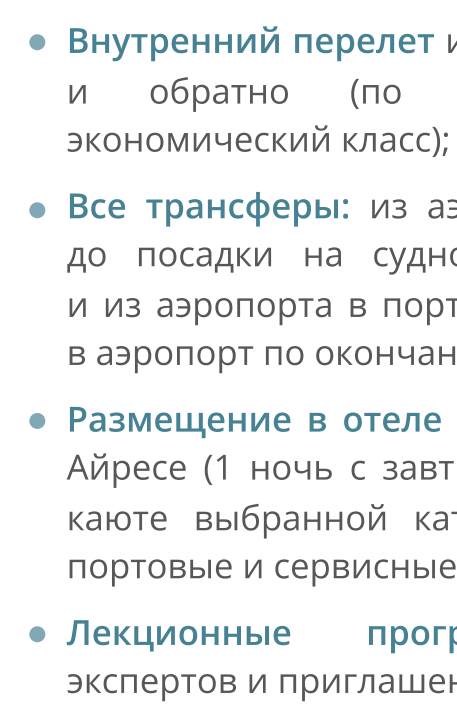 Внутренний перелет
и обратно (по
экономический класс);
Все трансферы: из
до посадки на
и из аэропорта в
в аэропорт по
Размещение в отеле
Айресе (1 ночь с
каюте выбранной
портовые и сервисные
Лекционные
экспертов и